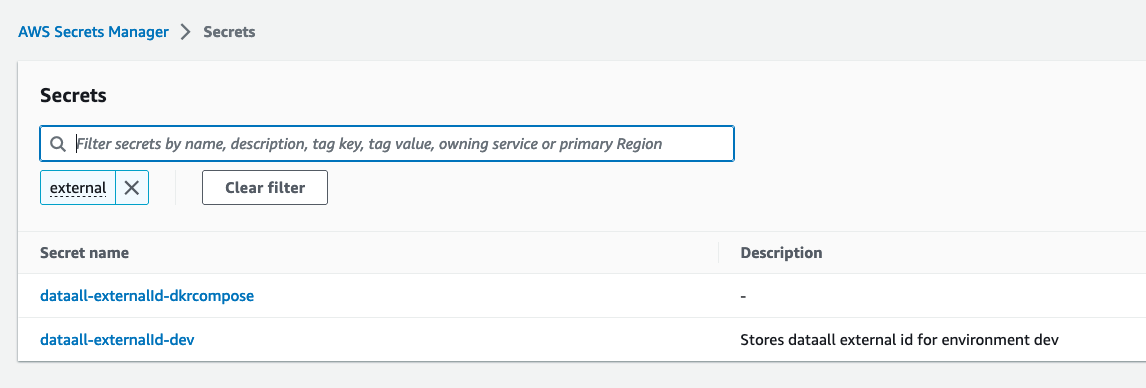 AWS Secrets Manager > Secrets
Secrets
Filter secrets by name, description, tag key, tag value, owning service or primary Region
external Clear filter
Secret name Description
dataall-externalId-dkrcompose -
dataall-externalId-dev Stores dataall external id for environment dev